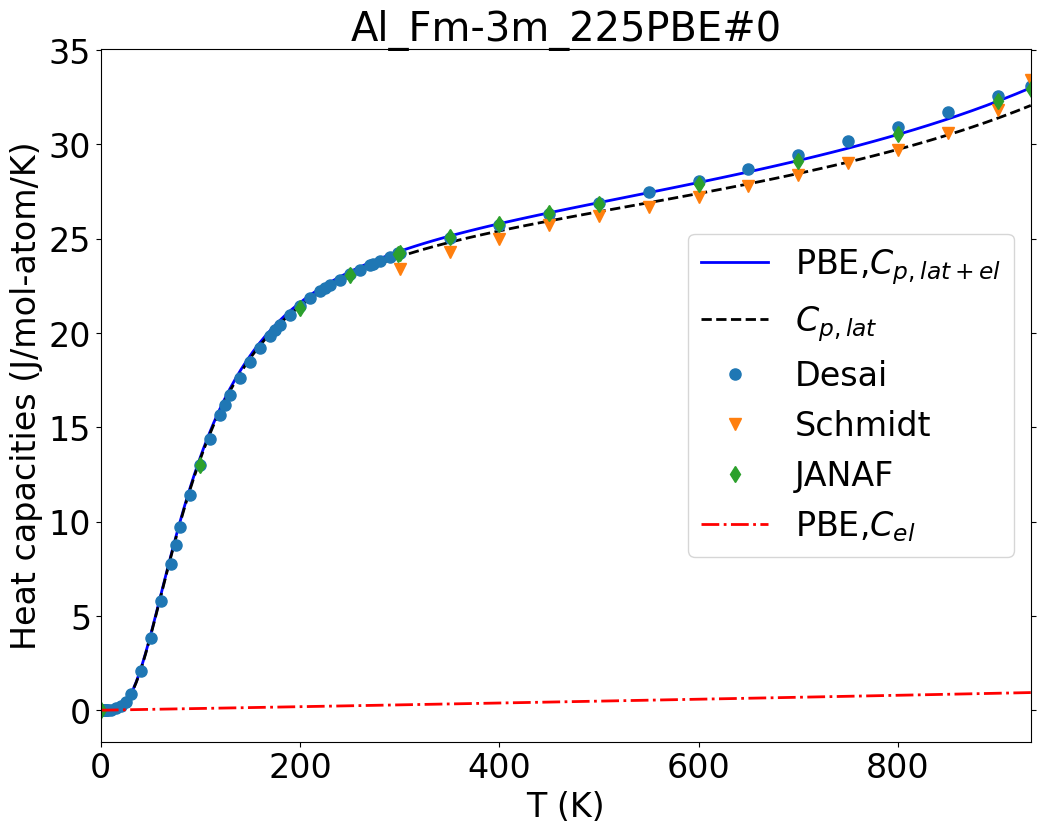 Al_Fm-3m_225PBE#0
Heat capacities (J/mol-atom/K)
35
30
25
20
15
10
5
0
PBE,C_{p, lat+el}
C_{p, lat}
Desai
Schmidt
JANAF
PBE,C_{el}
0 200 400 600 800
T (K)